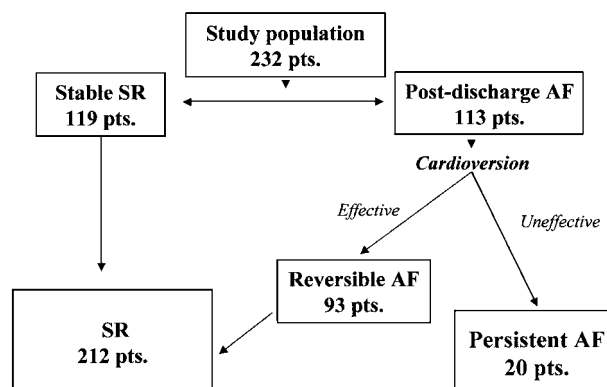 Study population
232 pts.
Stable SR
119 pts.
Post-discharge AF
113 pts.
Cardioversion
Effective
Uneffective
Reversible AF
93 pts.
SR
212 pts.
Persistent AF
20 pts.